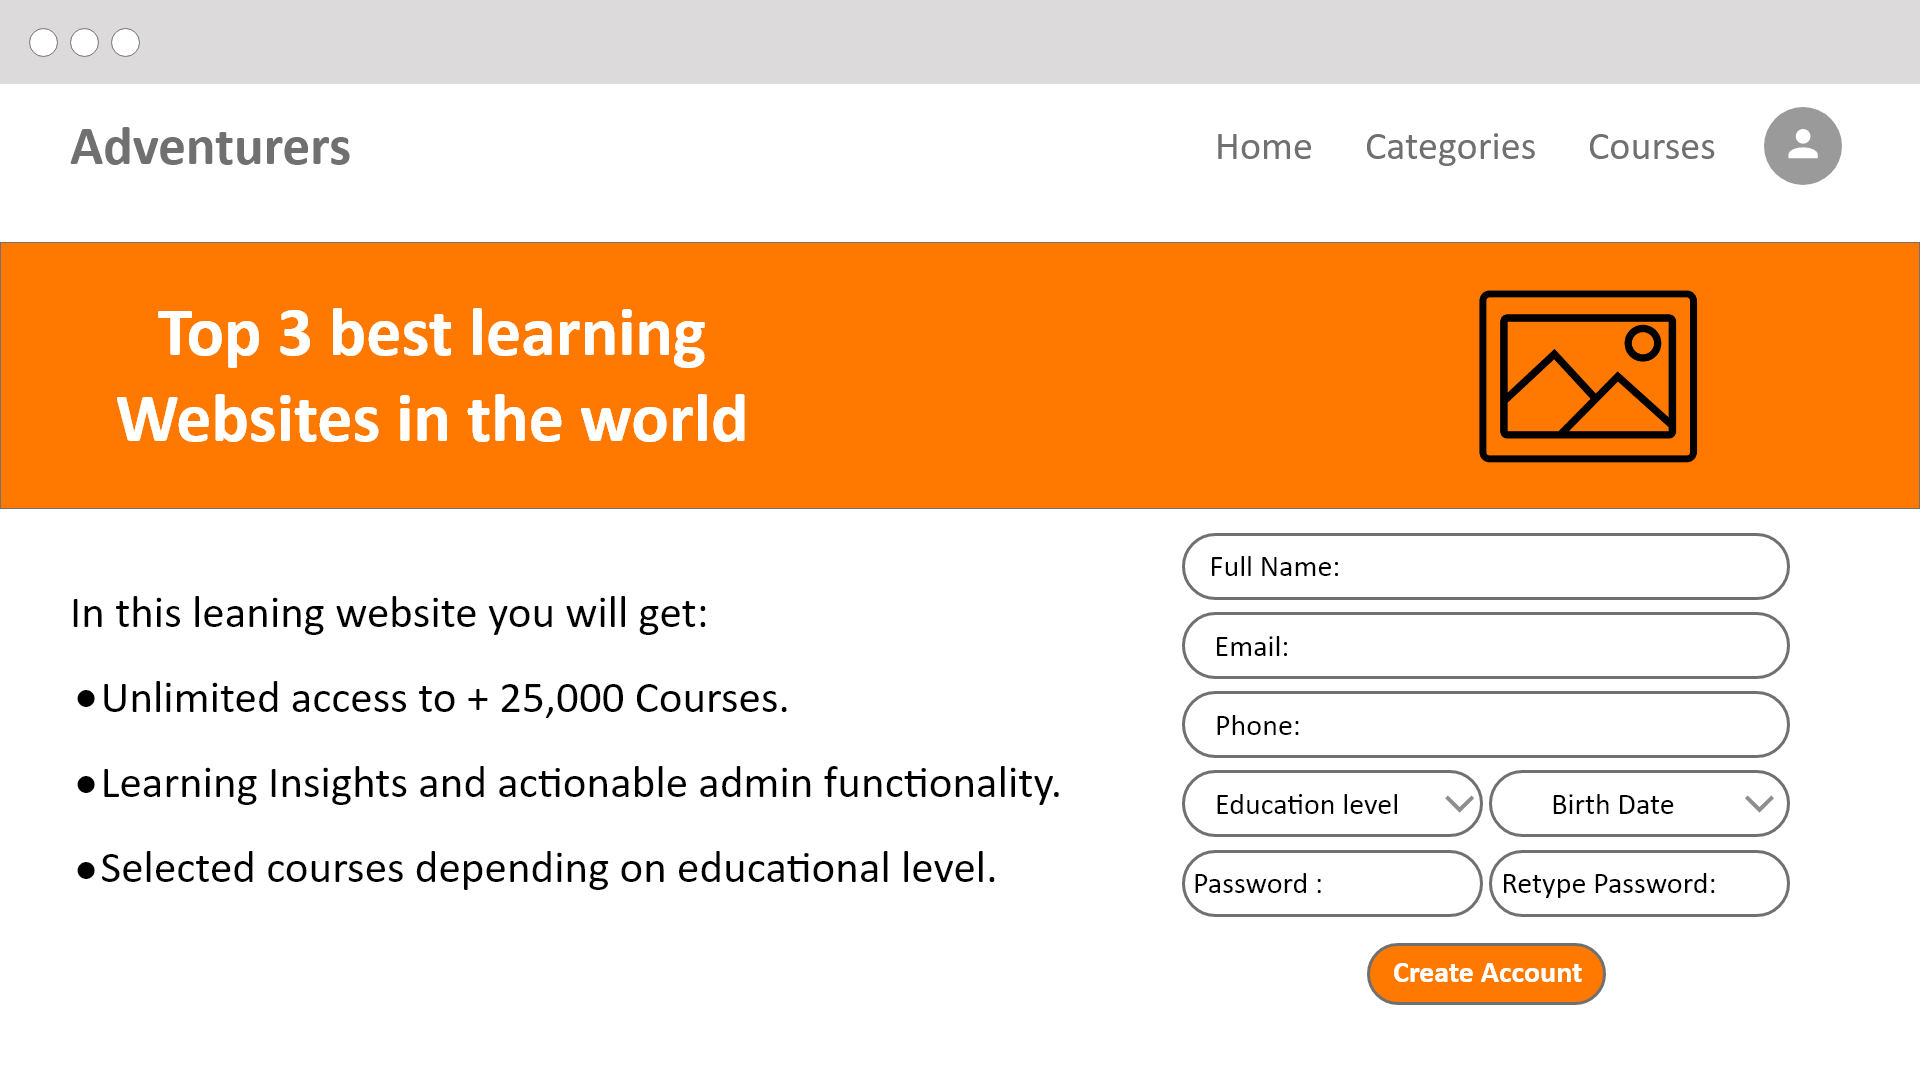 Adventurers
Home
Categories
Courses
Top 3 best learning
Websites in the world
In this leaning website you will get:
•Unlimited access to + 25,000 Courses.
•Learning Insights and actionable admin functionality.
•Selected courses depending on educational level.
Full Name:
Email:
Phone:
Education level
Birth Date
Password :
Retype Password:
Create Account